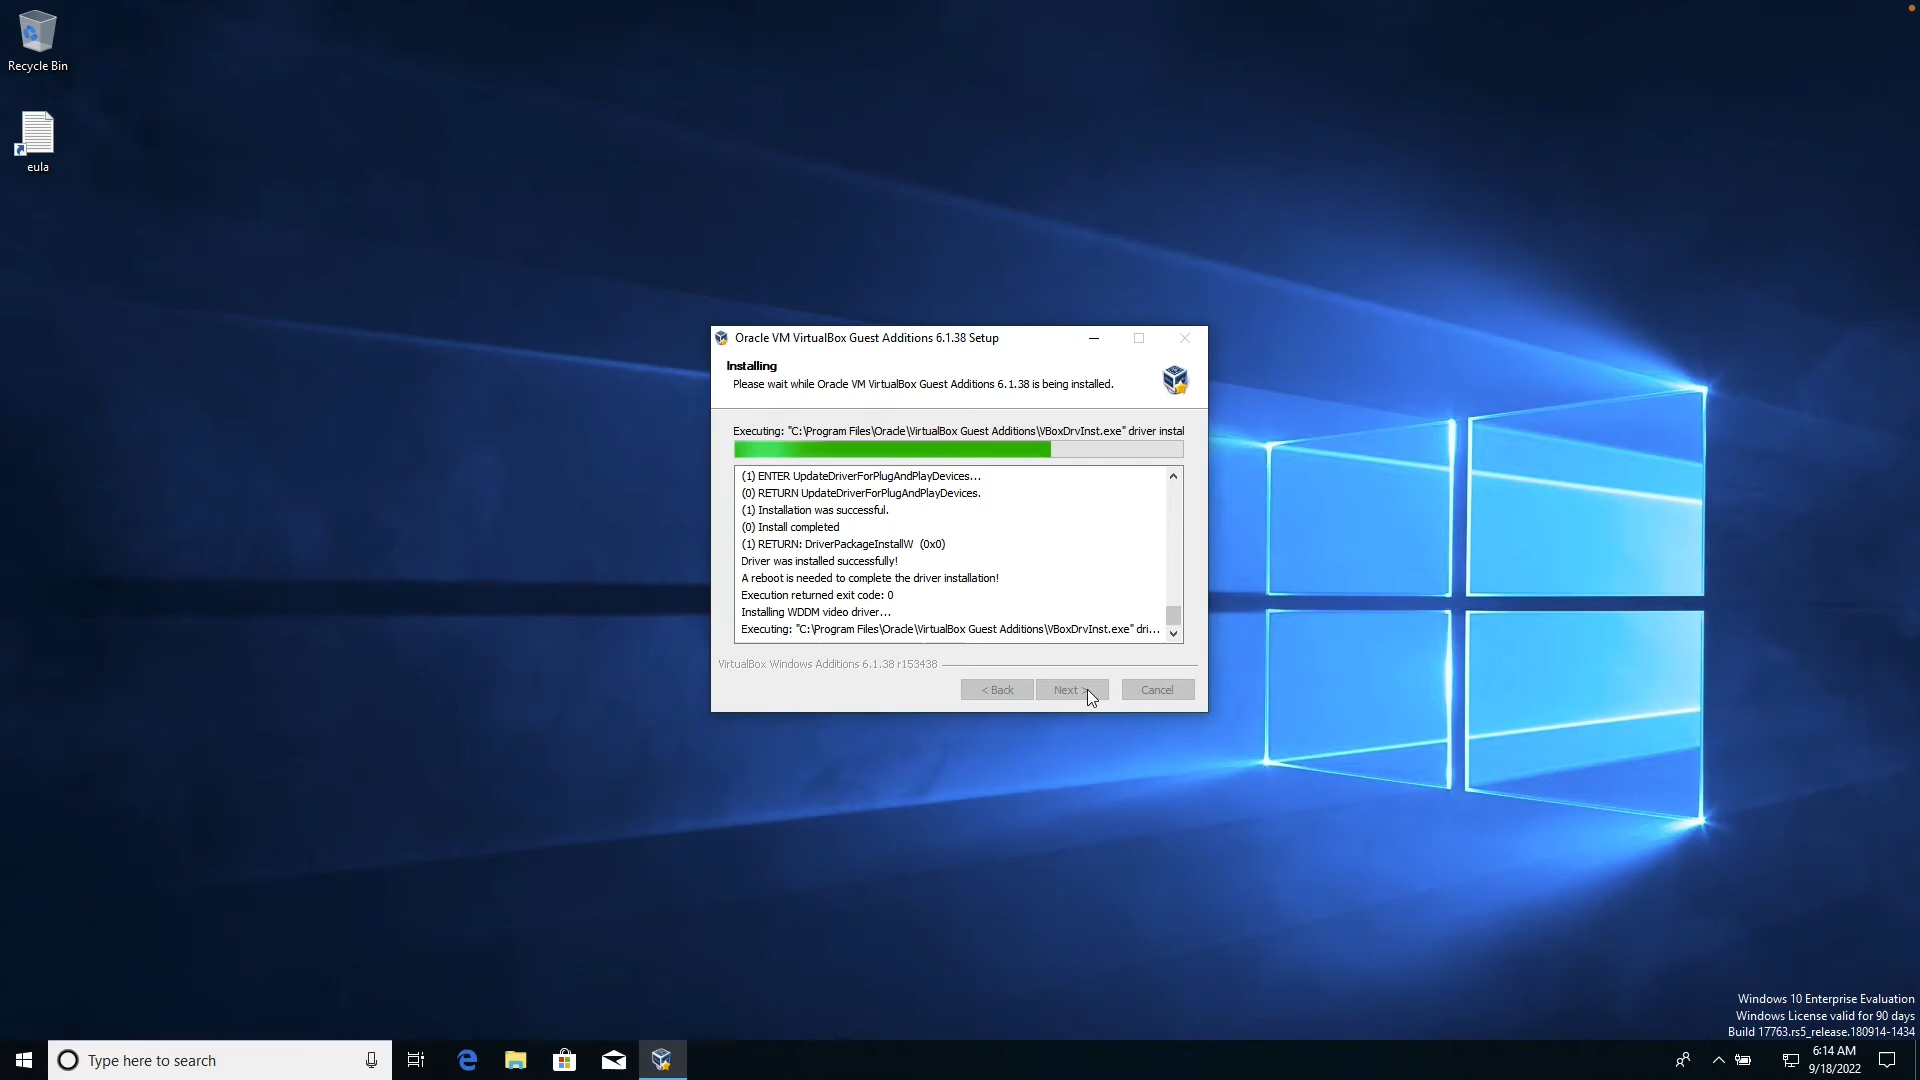 Recycle Bin
eula
Oracle VM VirtualBox Guest Additions 6.1.38 Setup
Installing
Please wait while Oracle VM VirtualBox Guest Additions 6.1.38 is being installed.
Executing: "C:\Program Files\Oracle\VirtualBox Guest Additions\VBoxDrvInst.exe" driver instal
(1) ENTER UpdateDriverForPlugAndPlayDevices...
(0) RETURN UpdateDriverForPlugAndPlayDevices.
(1) Installation was successful.
(0) Install completed
(1) RETURN: DriverPackageInstallW (0x0)
Driver was installed successfully!
A reboot is needed to complete the driver installation!
Execution returned exit code: 0
Installing WDDM video driver...
Executing: "C:\Program Files\Oracle\VirtualBox Guest Additions\VBoxDrvInst.exe" dri...
VirtualBox Windows Additions 6.1.38 r153438
< Back
Next >
Cancel
Windows 10 Enterprise Evaluation
Windows License valid for 90 days
Build 17763.rs5_release.180914-1434
Type here to search
6:14 AM
9/18/2022